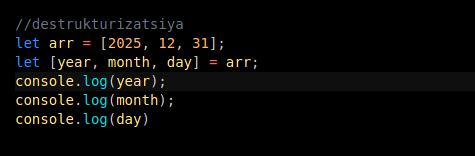 //destrukturizatsiya
let arr = [2025, 12, 31];
let [year, month, day] = arr;
console.log(year);
console.log(month);
console.log(day)